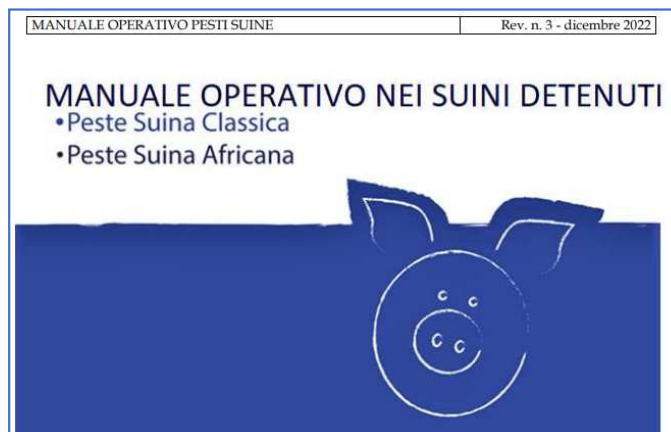 MANUALE OPERATIVO PESTI SUINE Rev. n. 3 - dicembre 2022
MANUALE OPERATIVO NEI SUINI DETENUTI
•Peste Suina Classica
•Peste Suina Africana